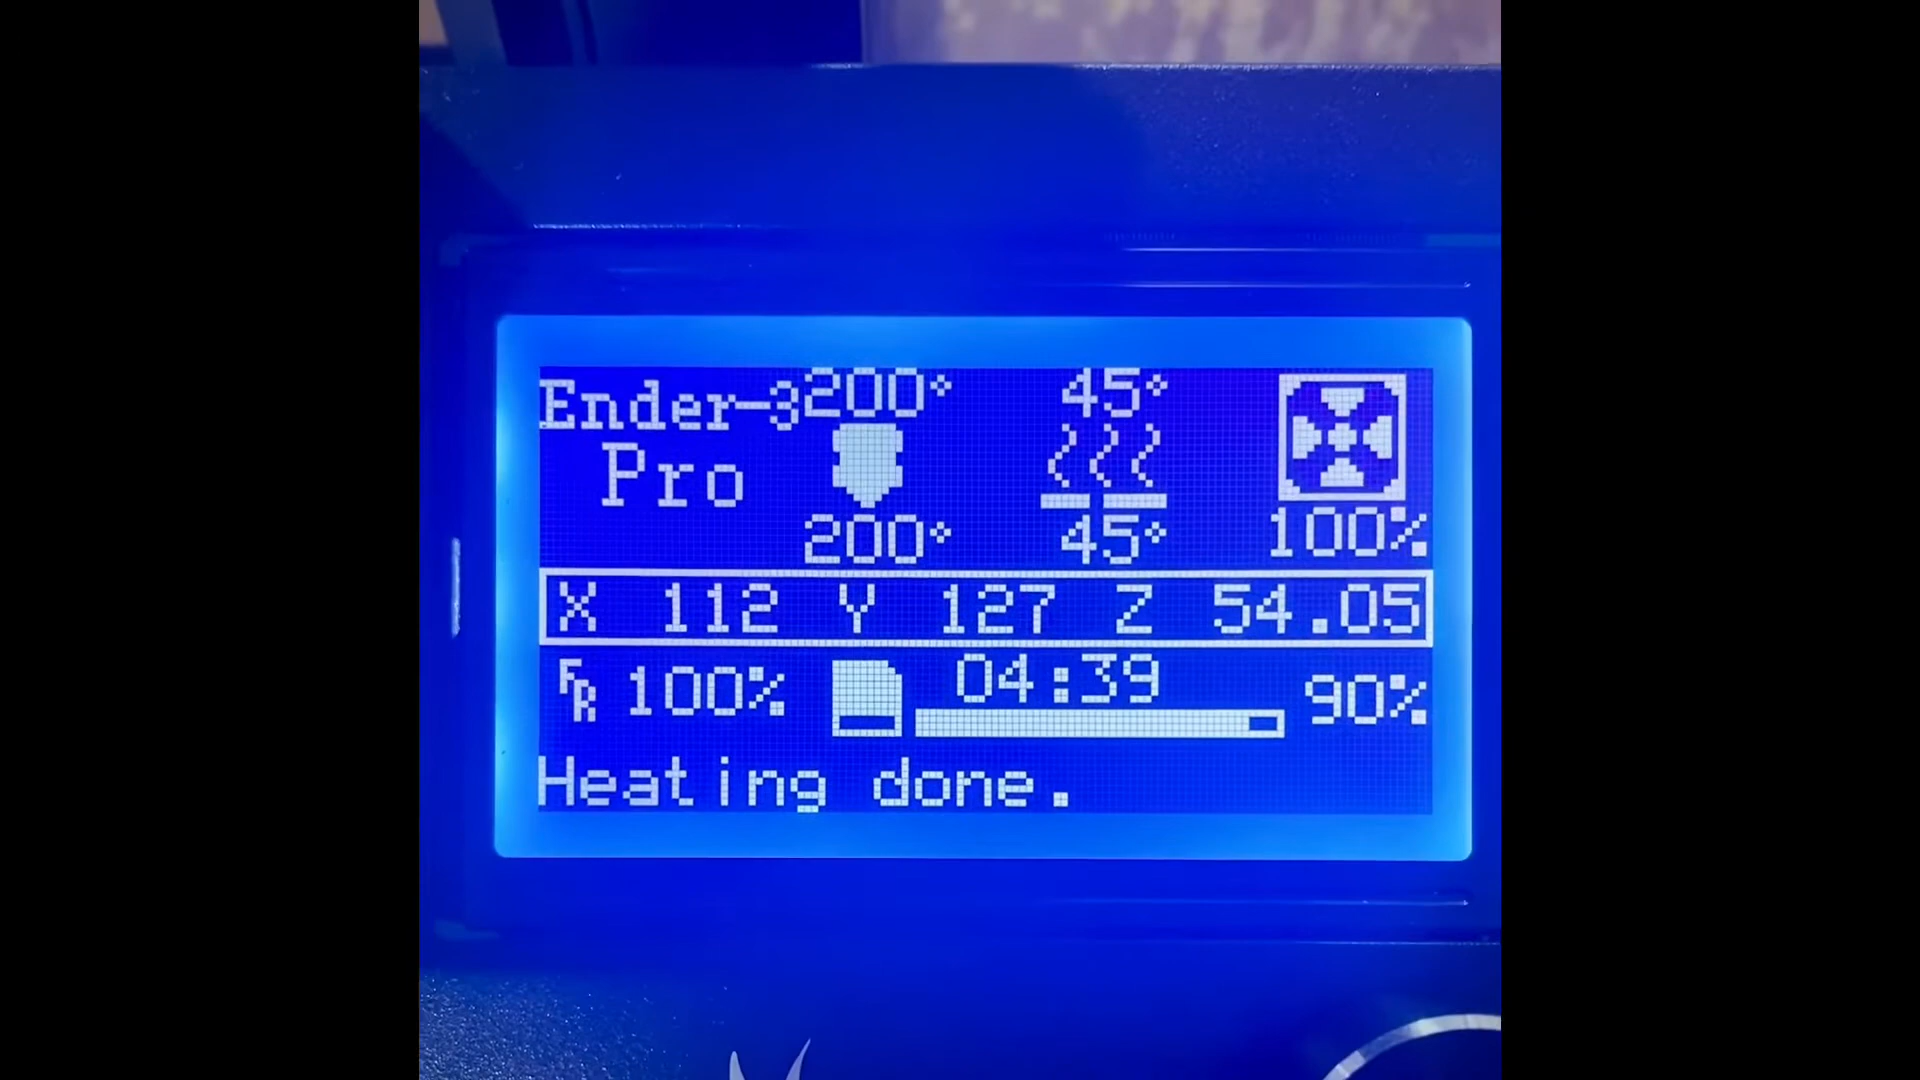 Ender-3 200° 45°
Pro
200° 45° 100%
X 112 Y 127 Z 54.05
FR 100% 04:39 90%
Heating done.